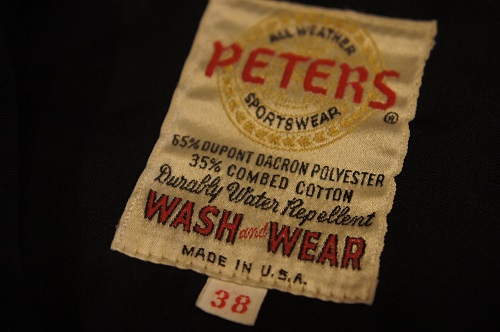 ALL WEATHER
PETERS®
SPORTSWEAR
65% DUPONT DACRON POLYESTER
35% COMBED COTTON
Durably Water Repellent
WASH and WEAR
MADE IN U.S.A.
38